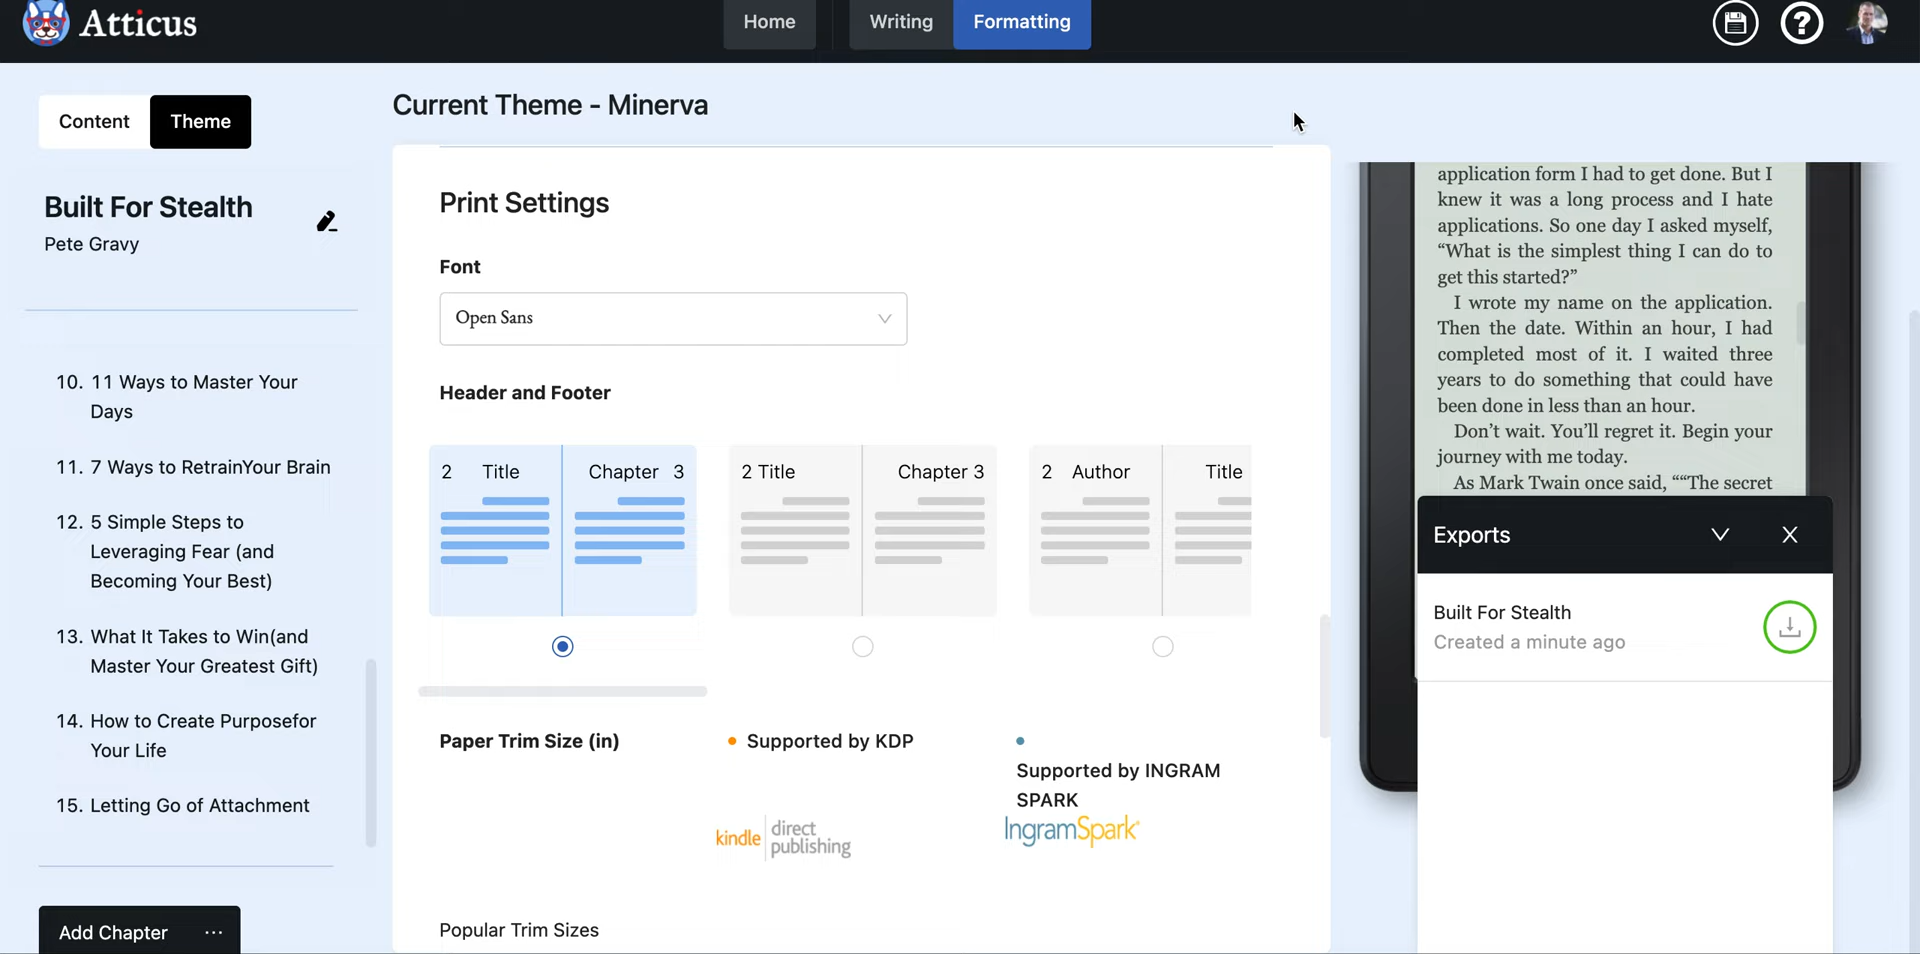 Atticus
Home
Writing
Formatting
Content
Theme
Built For Stealth
Pete Gravy
10. 11 Ways to Master Your
Days
11. 7 Ways to RetrainYour Brain
12. 5 Simple Steps to
Leveraging Fear (and
Becoming Your Best)
13. What It Takes to Win(and
Master Your Greatest Gift)
14. How to Create Purposefor
Your Life
15. Letting Go of Attachment
Add Chapter ...
Current Theme - Minerva
Print Settings
Font
Open Sans
Header and Footer
2 Title Chapter 3
2 Title Chapter 3
2 Author Title
Paper Trim Size (in)
Supported by KDP
Supported by INGRAM
SPARK
kindle direct
publishing
IngramSpark
Popular Trim Sizes
application form I had to get done. But I
knew it was a long process and I hate
applications. So one day I asked myself,
“What is the simplest thing I can do to
get this started?”
I wrote my name on the application.
Then the date. Within an hour, I had
completed most of it. I waited three
years to do something that could have
been done in less than an hour.
Don’t wait. You’ll regret it. Begin your
journey with me today.
As Mark Twain once said, ““The secret
Exports
Built For Stealth
Created a minute ago